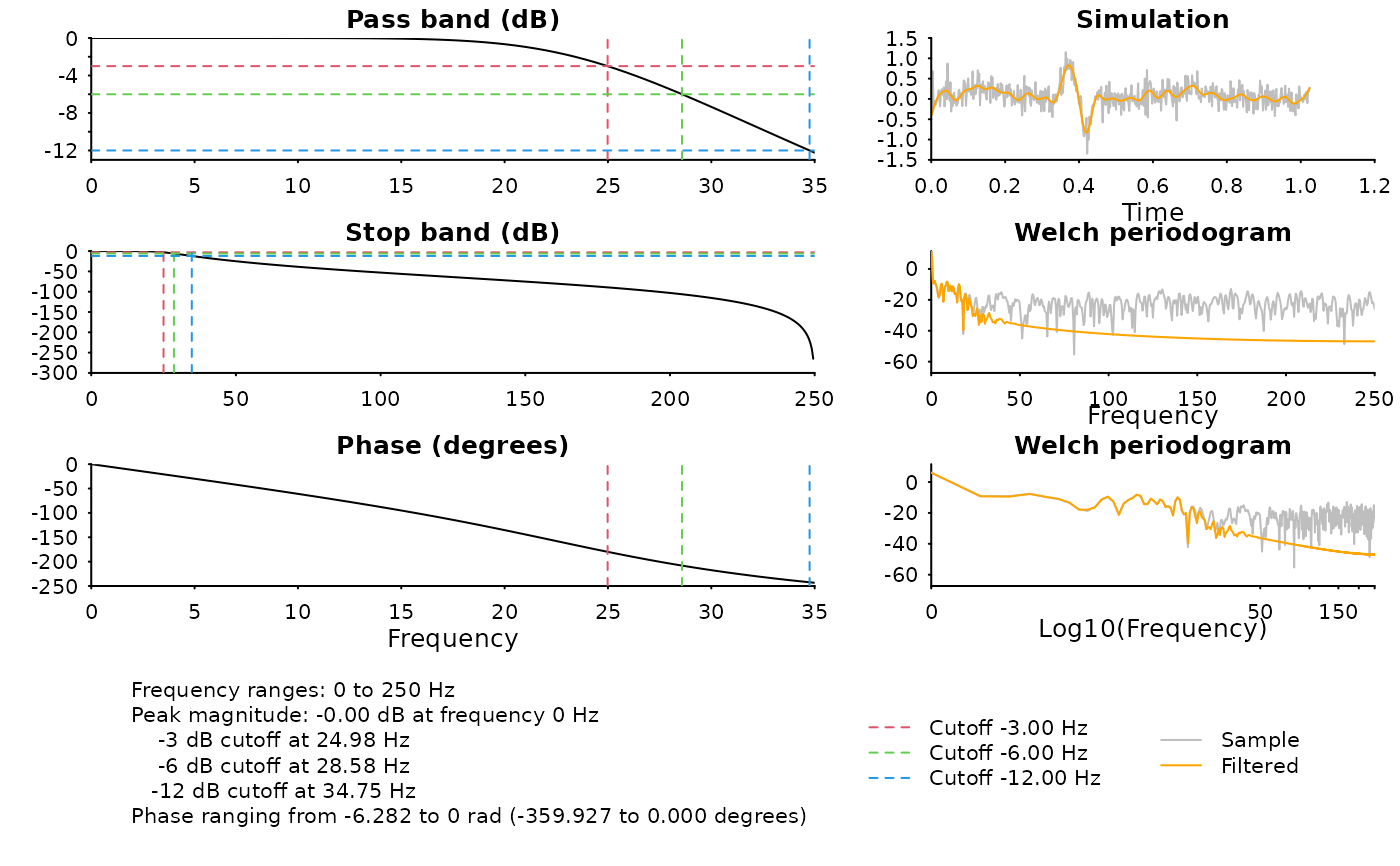 Pass band (dB)
0
-4
-8
-12
0 5 10 15 20 25 30 35
Simulation
1.5
1.0
0.5
0.0
-0.5
-1.0
-1.5
0.0 0.2 0.4 0.6 0.8 1.0 1.2
Time
Stop band (dB)
0
-50
-100
-150
-200
-250
-300
0 50 100 150 200 250
Welch periodogram
0
-20
-40
-60
0 50 100 150 200 250
Frequency
Phase (degrees)
0
-50
-100
-150
-200
-250
0 5 10 15 20 25 30 35
Frequency
Welch periodogram
0
-20
-40
-60
0 50 150
Log10(Frequency)
Frequency ranges: 0 to 250 Hz
Peak magnitude: -0.00 dB at frequency 0 Hz
-3 dB cutoff at 24.98 Hz
-6 dB cutoff at 28.58 Hz
-12 dB cutoff at 34.75 Hz
Phase ranging from -6.282 to 0 rad (-359.927 to 0.000 degrees)
Cutoff -3.00 Hz
Cutoff -6.00 Hz
Cutoff -12.00 Hz
Sample
Filtered